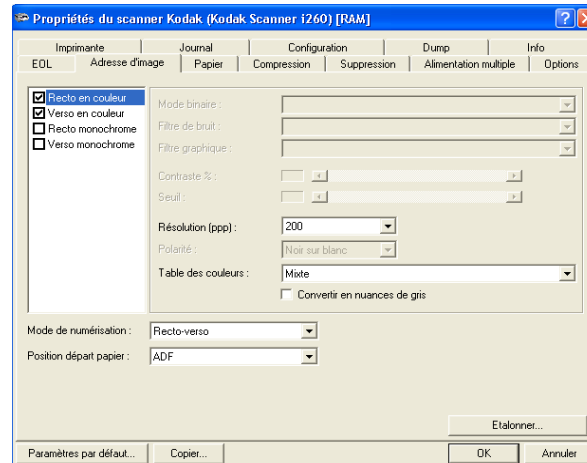 Propriétés du scanner Kodak (Kodak Scanner i260) [RAM]
Imprimante Journal Configuration Dump Info
EOL Adresse d'image Papier Compression Suppression Alimentation multiple Options
Recto en couleur
Verso en couleur
Recto monochrome
Verso monochrome
Mode binaire :
Filtre de bruit :
Filtre graphique :
Contraste % :
Seuil :
Résolution (ppp) : 200
Polarité : Noir sur blanc
Table des couleurs : Mixte
Convertir en nuances de gris
Mode de numérisation : Recto-verso
Position départ papier : ADF
Etalonner...
Paramètres par défaut... Copier... OK Annuler